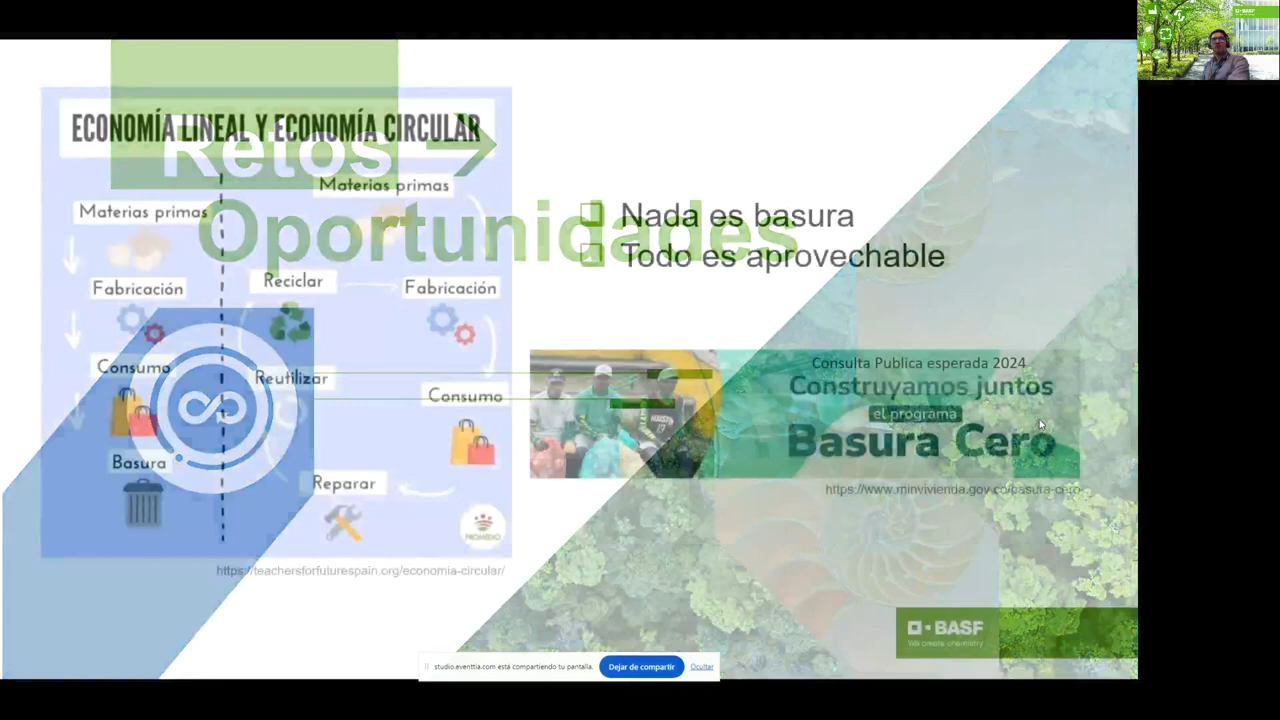 BASF
ECONOMÍA LINEAL Y ECONOMÍA CIRCULAR
Retos
Oportunidades
Materias primas
Materias primas
Fabricación
Reciclar
Fabricación
Consumo
Reutilizar
Consumo
Basura
Reparar
PROMEDIO
https://teachersforfuturespain.org/economia-circular/
Nada es basura
Todo es aprovechable
Consulta Publica esperada 2024
Construyamos juntos
el programa
Basura Cero
https://www.minvivienda.gov.co/basura-cero
BASF
We create chemistry
studio.eventtia.com está compartiendo tu pantalla.
Dejar de compartir
Ocultar